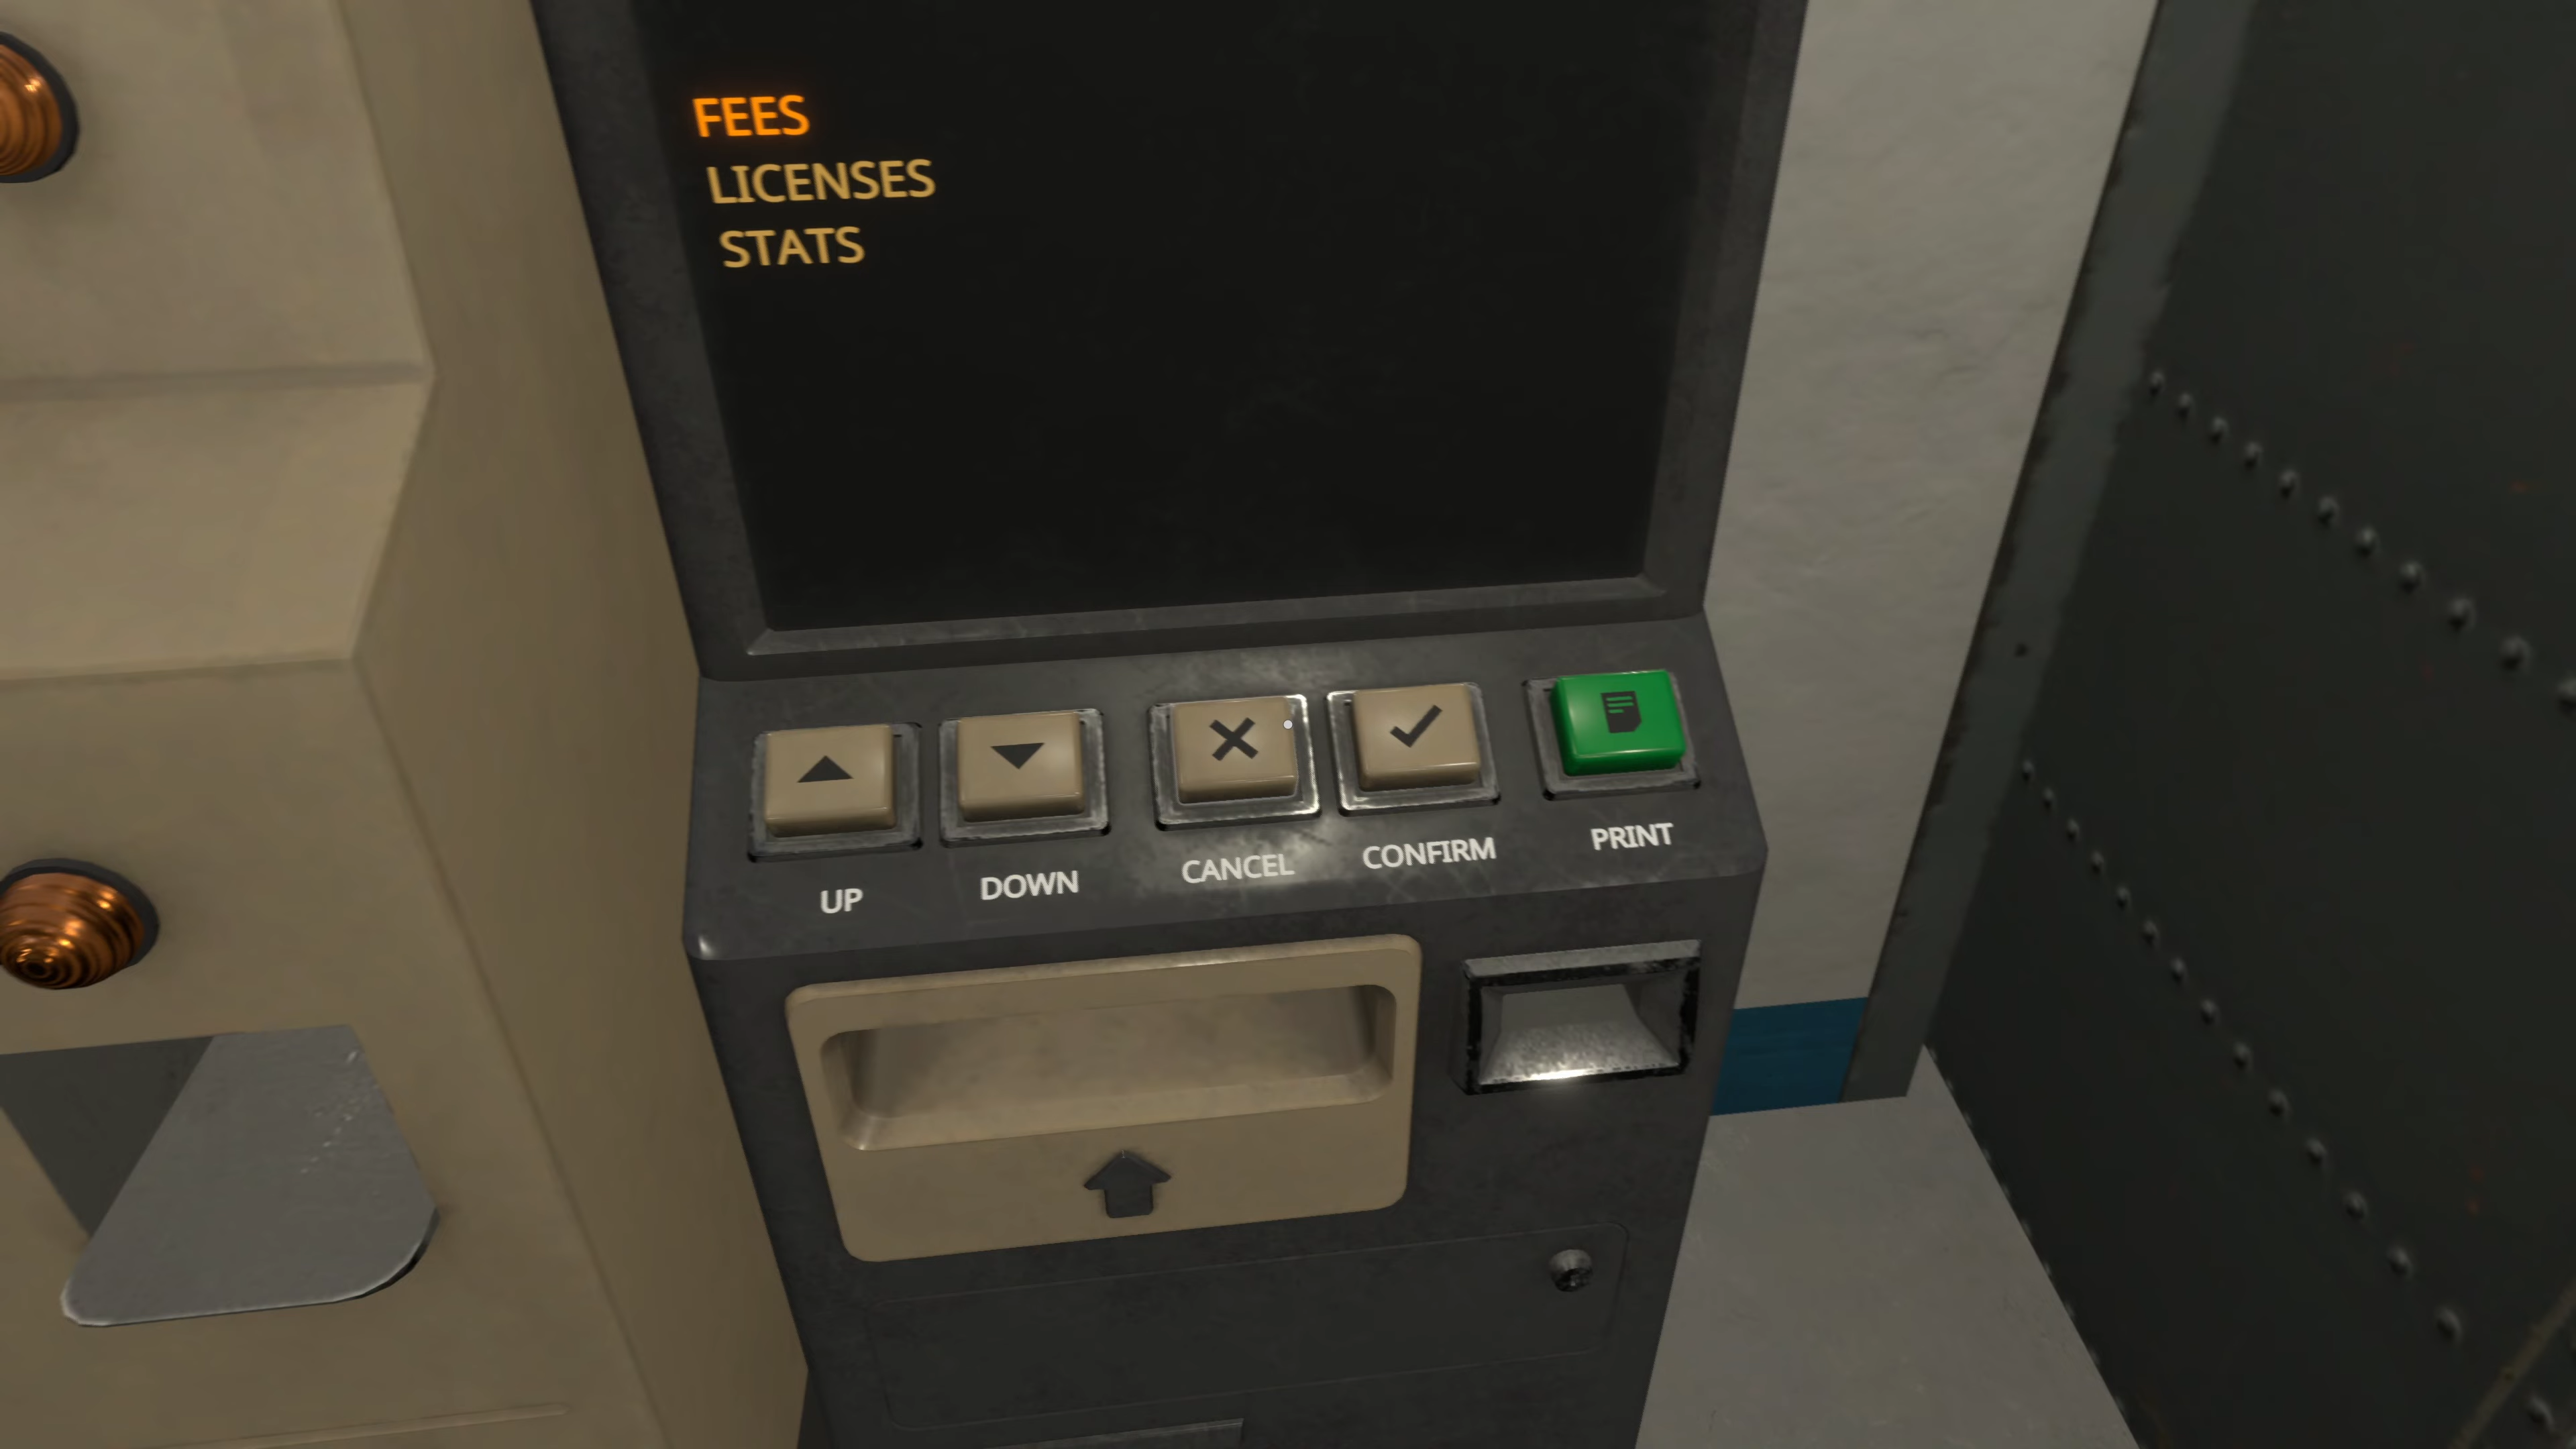 FEES
LICENSES
STATS
UP
DOWN
CANCEL
CONFIRM
PRINT